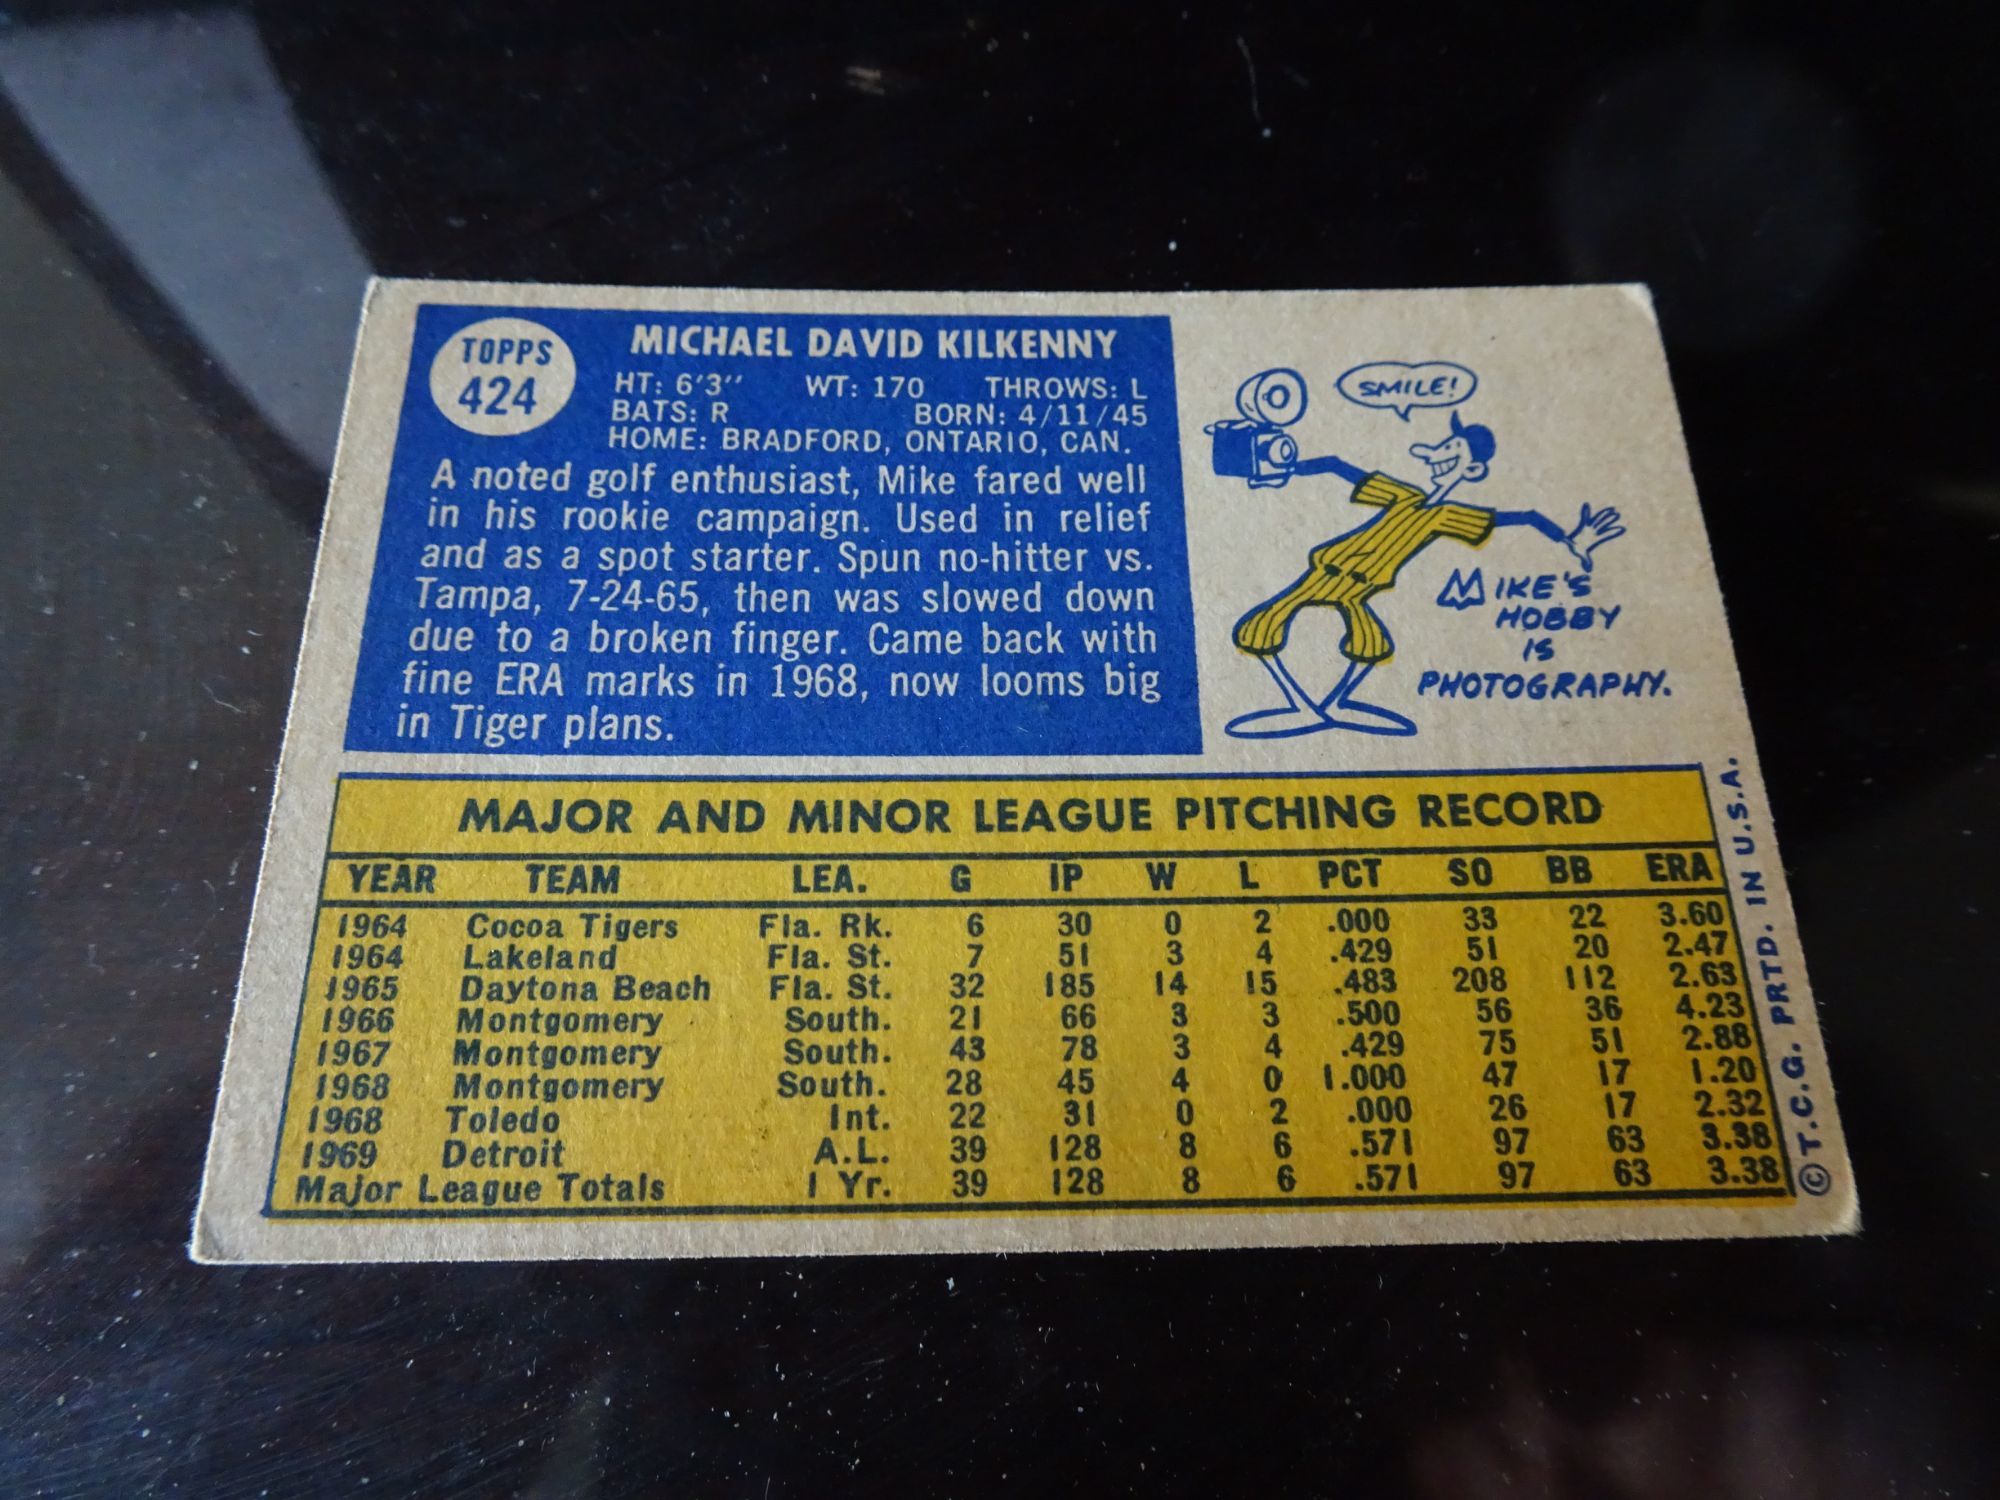 TOPPS
424
MICHAEL DAVID KILKENNY
HT: 6'3" WT: 170 THROWS: L
BATS: R BORN: 4/11/45
HOME: BRADFORD, ONTARIO, CAN.
A noted golf enthusiast, Mike fared well
in his rookie campaign. Used in relief
and as a spot starter. Spun no-hitter vs.
Tampa, 7-24-65, then was slowed down
due to a broken finger. Came back with
fine ERA marks in 1968, now looms big
in Tiger plans.
SMILE!
MIKE'S
HOBBY
IS
PHOTOGRAPHY.
MAJOR AND MINOR LEAGUE PITCHING RECORD
YEAR TEAM LEA. G IP W L PCT SO BB ERA
1964 Cocoa Tigers Fla. Rk. 6 30 0 2 .000 33 22 3.60
1964 Lakeland Fla. St. 7 51 3 4 .429 51 20 2.47
1965 Daytona Beach Fla. St. 32 185 14 15 .483 208 112 2.63
1966 Montgomery South. 21 66 3 3 .500 56 36 4.23
1967 Montgomery South. 43 78 3 4 .429 75 51 2.88
1968 Montgomery South. 28 45 4 0 1.000 47 17 1.20
1968 Toledo Int. 22 31 0 2 .000 26 17 2.32
1969 Detroit A.L. 39 128 8 6 .571 97 63 3.38
Major League Totals 1 Yr. 39 128 8 6 .571 97 63 3.38
© T.C.G. PRTD. IN U.S.A.